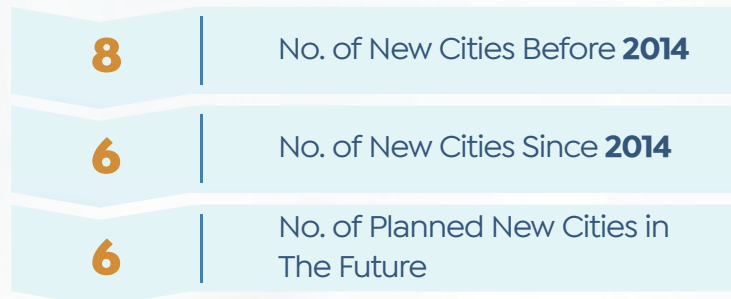 8
No. of New Cities Before 2014
6
No. of New Cities Since 2014
6
No. of Planned New Cities in
The Future